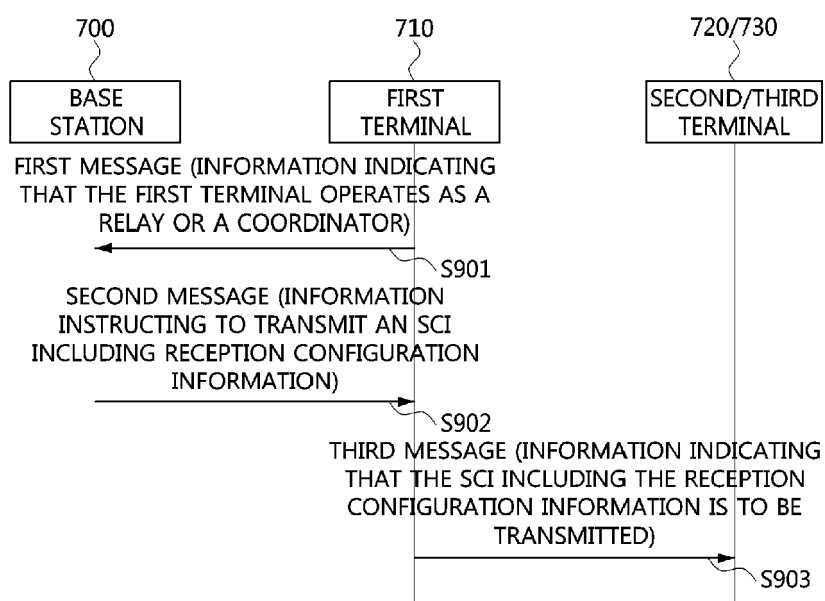 700
710
720/730
BASE
STATION
FIRST
TERMINAL
SECOND/THIRD
TERMINAL
FIRST MESSAGE (INFORMATION INDICATING
THAT THE FIRST TERMINAL OPERATES AS A
RELAY OR A COORDINATOR)
S901
SECOND MESSAGE (INFORMATION
INSTRUCTING TO TRANSMIT AN SCI
INCLUDING RECEPTION CONFIGURATION
INFORMATION)
S902
THIRD MESSAGE (INFORMATION INDICATING
THAT THE SCI INCLUDING THE RECEPTION
CONFIGURATION INFORMATION IS TO BE
TRANSMITTED)
S903